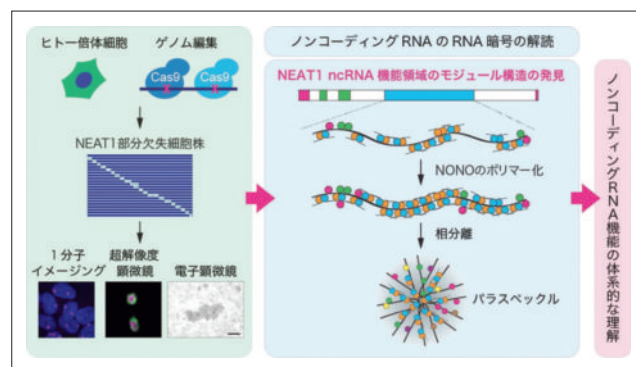 ヒト一倍体細胞
ゲノム編集
Cas9
Cas9
NEAT1部分欠失細胞株
1分子
イメージング
超解像度
顕微鏡
電子顕微鏡
ノンコーディングRNAのRNA暗号の解読
NEAT1 ncRNA機能領域のモジュール構造の発見
NONOのポリマー化
相分離
パラスペックル
ノンコーディングRNA機能の体系的な理解